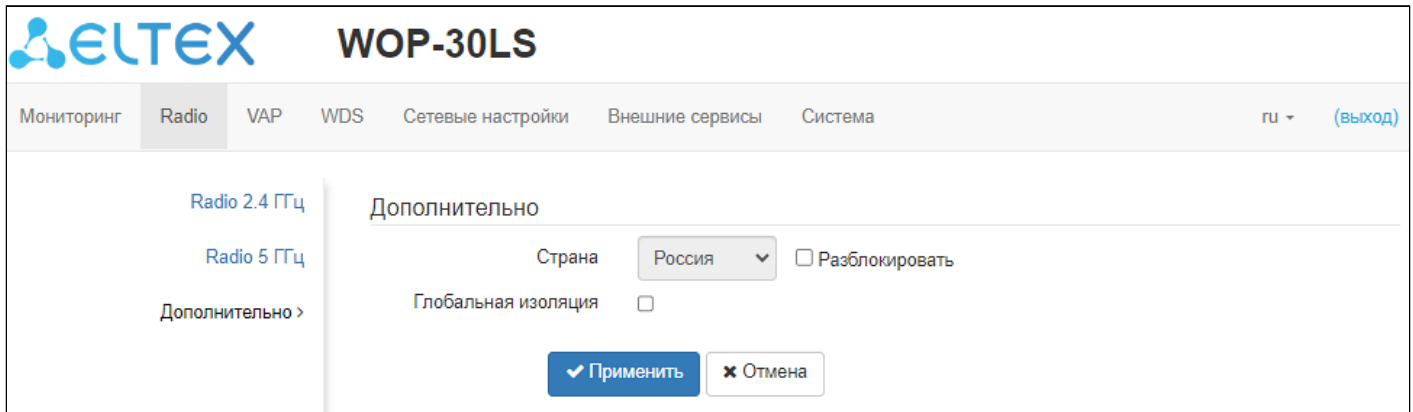 ELTEX WOP-30LS
Мониторинг Radio VAP WDS Сетевые настройки Внешние сервисы Система ru (выход)
Radio 2.4 ГГц
Дополнительно
Radio 5 ГГц
Страна Россия Разблокировать
Дополнительно >
Глобальная изоляция
Применить Отмена